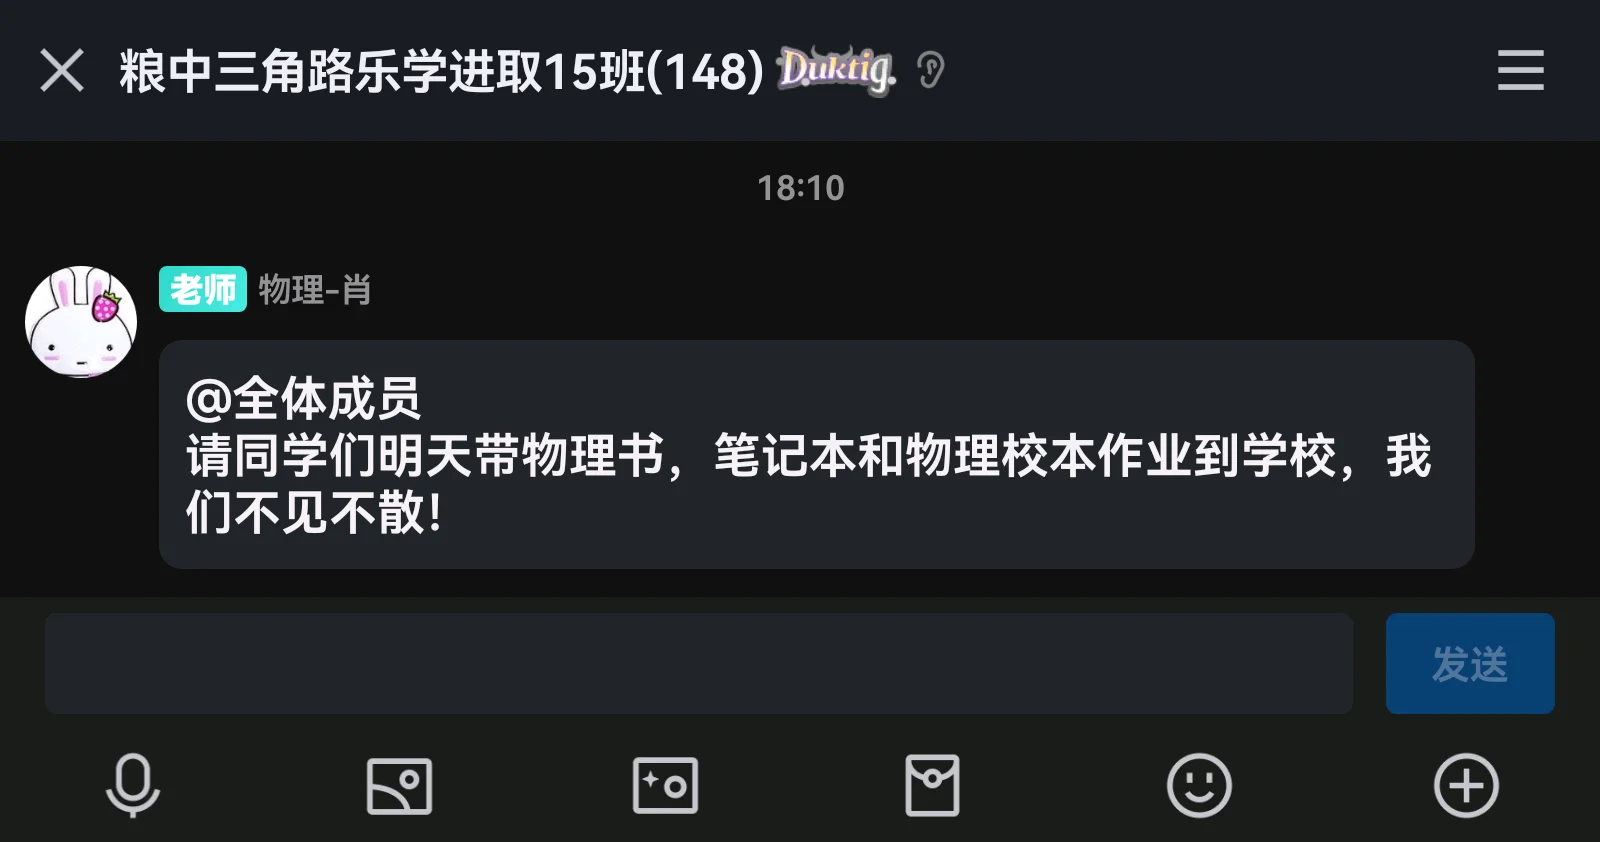 粮中三角路乐学进取15班(148) Duktig.
18:10
老师 物理-肖
@全体成员
请同学们明天带物理书，笔记本和物理校本作业到学校，我
们不见不散！
发送